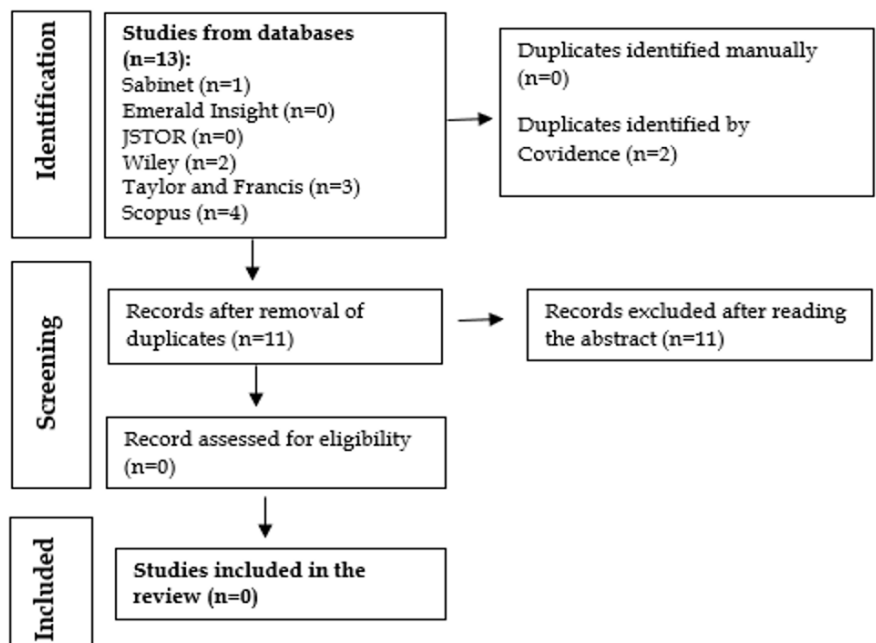 Identification
Studies from databases
(n=13):
Sabinet (n=1)
Emerald Insight (n=0)
JSTOR (n=0)
Wiley (n=2)
Taylor and Francis (n=3)
Scopus (n=4)
Duplicates identified manually
(n=0)
Duplicates identified by
Covidence (n=2)
Screening
Records after removal of
duplicates (n=11)
Records excluded after reading
the abstract (n=11)
Record assessed for eligibility
(n=0)
Included
Studies included in the
review (n=0)